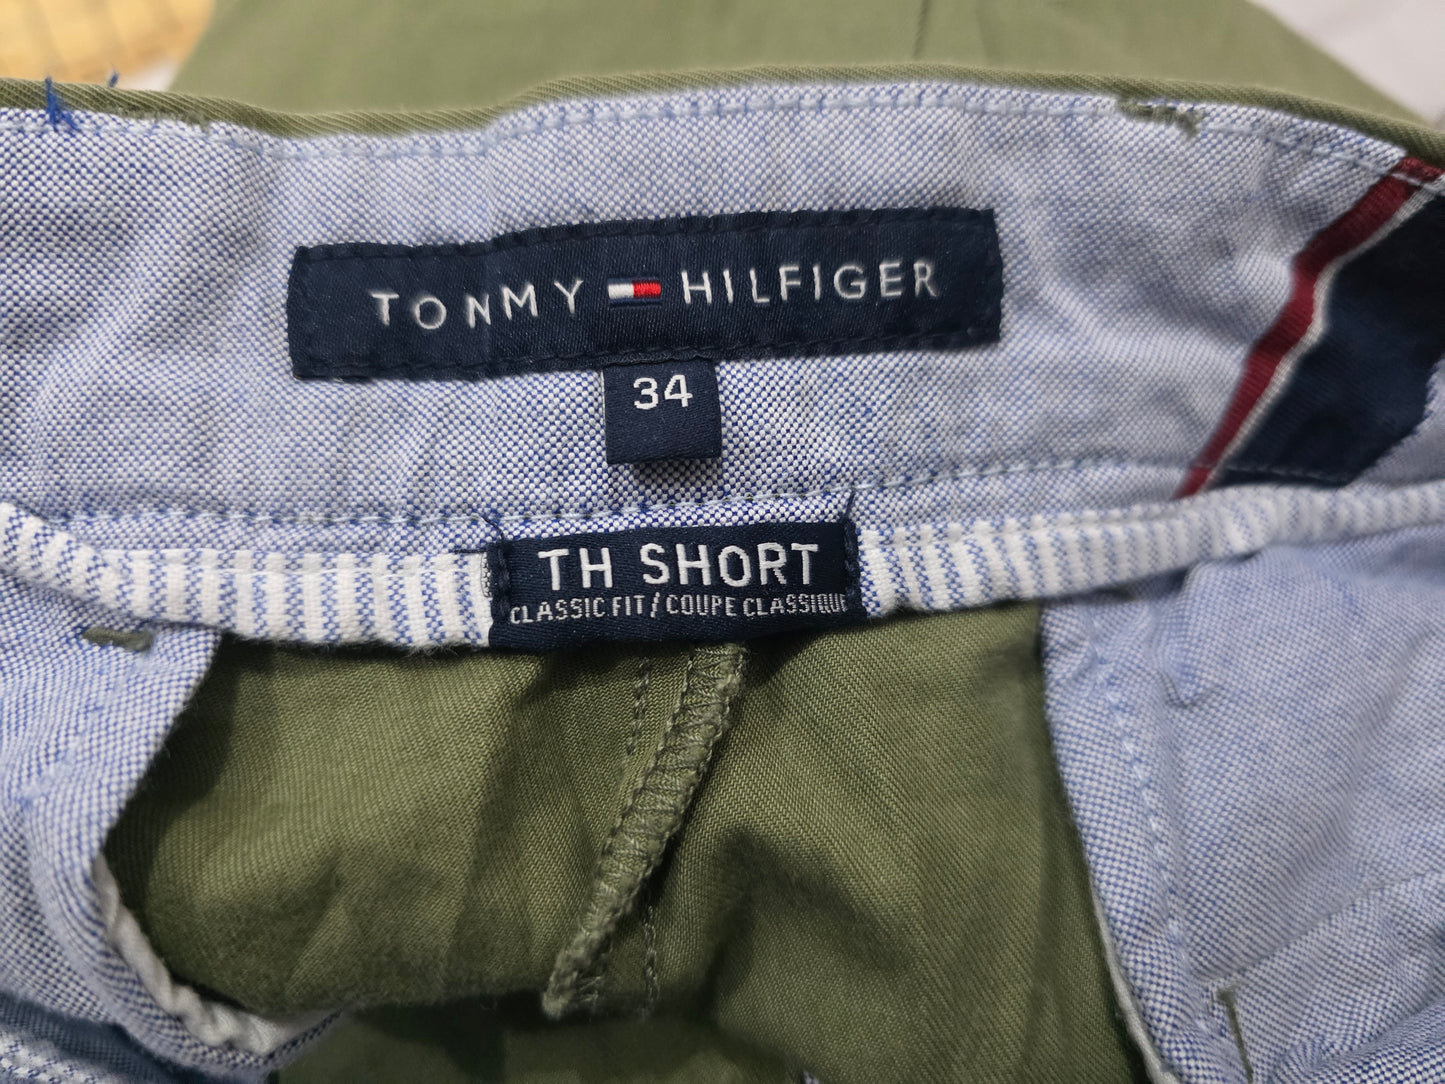 TOMMY HILFIGER
34
TH SHORT
CLASSIC FIT / COUPE CLASSIQUE